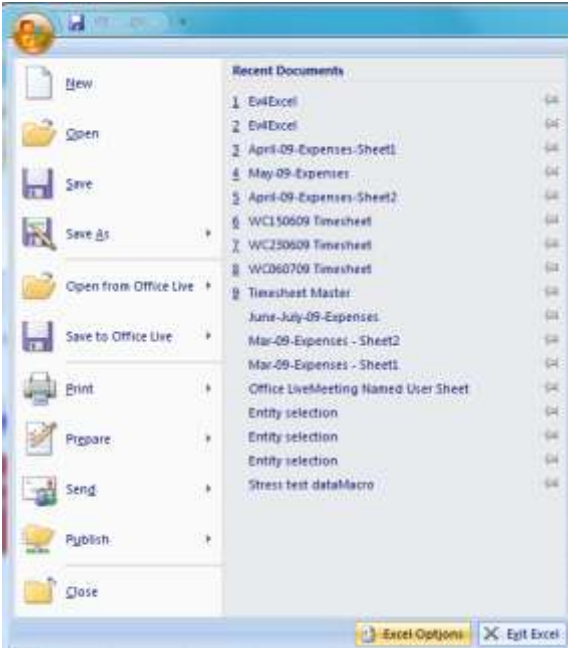 New
Open
Save
Save As
Open from Office Live
Save to Office Live
Print
Prepare
Send
Publish
Close
Recent Documents
1 Ev4Excel
2 Ev4Excel
3 April-09-Expenses-Sheet1
4 May-09-Expenses
5 April-09-Expenses-Sheet2
6 WC150609 Timesheet
7 WC230609 Timesheet
8 WC060709 Timesheet
9 Timesheet Master
June-July-09-Expenses
Mar-09-Expenses - Sheet2
Mar-09-Expenses - Sheet1
Office LiveMeeting Named User Sheet
Entity selection
Entity selection
Entity selection
Stress test dataMacro
Excel Options
Exit Excel